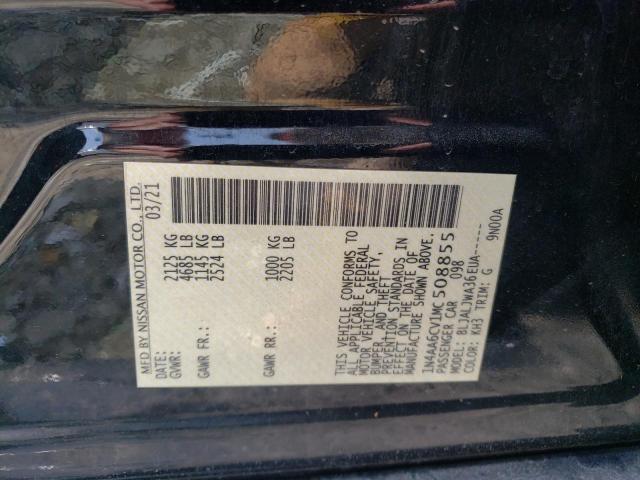 MFD BY NISSAN MOTOR CO., LTD.
DATE: 03/21
GVWR: 2125 KG
4685 LB
GAWR FR.: 1145 KG
2524 LB
GAWR RR.: 1000 KG
2205 LB
THIS VEHICLE CONFORMS TO
ALL APPLICABLE FEDERAL
MOTOR VEHICLE SAFETY,
BUMPER, AND THEFT
PREVENTION STANDARDS IN
EFFECT ON THE DATE OF
MANUFACTURE SHOWN ABOVE.
1N4AA6CV1MC508855
PASSENGER CAR 098
MODEL: BLJALJWA36EUA------
COLOR: KH3 TRIM: G 9N00A